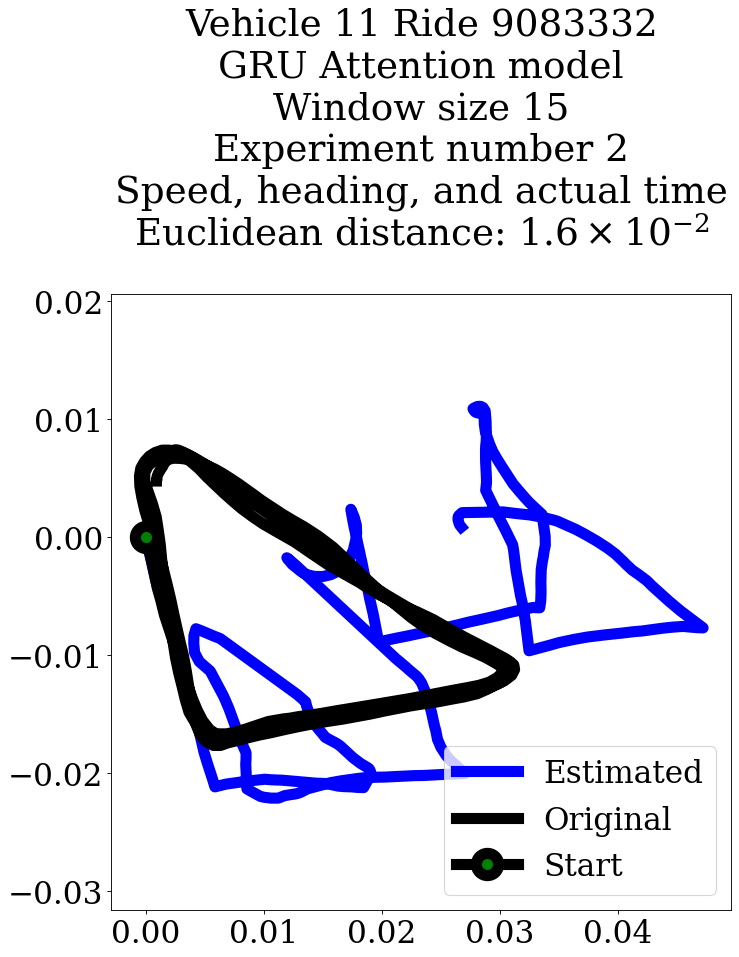 Vehicle 11 Ride 9083332
GRU Attention model
Window size 15
Experiment number 2
Speed, heading, and actual time
Euclidean distance: $1.6 \times 10^{-2}$
0.02
0.01
0.00
−0.01
−0.02
−0.03
0.00 0.01 0.02 0.03 0.04
Estimated
Original
Start